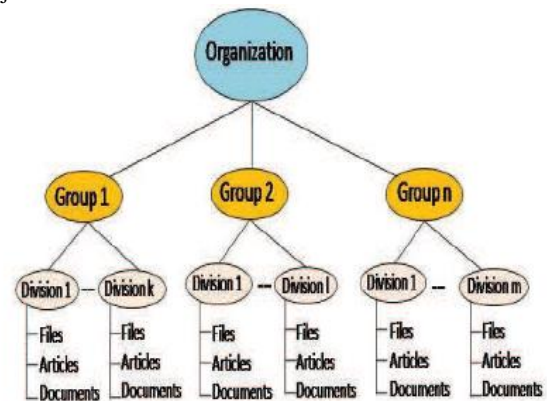 Organization
Group 1 Group 2 Group n
Division 1 -- Division k Division 1 --- Division l Division 1 --- Division m
Files Files Files Files Files Files
Articles Articles Articles Articles Articles Articles
Documents Documents Documents Documents Documents Documents